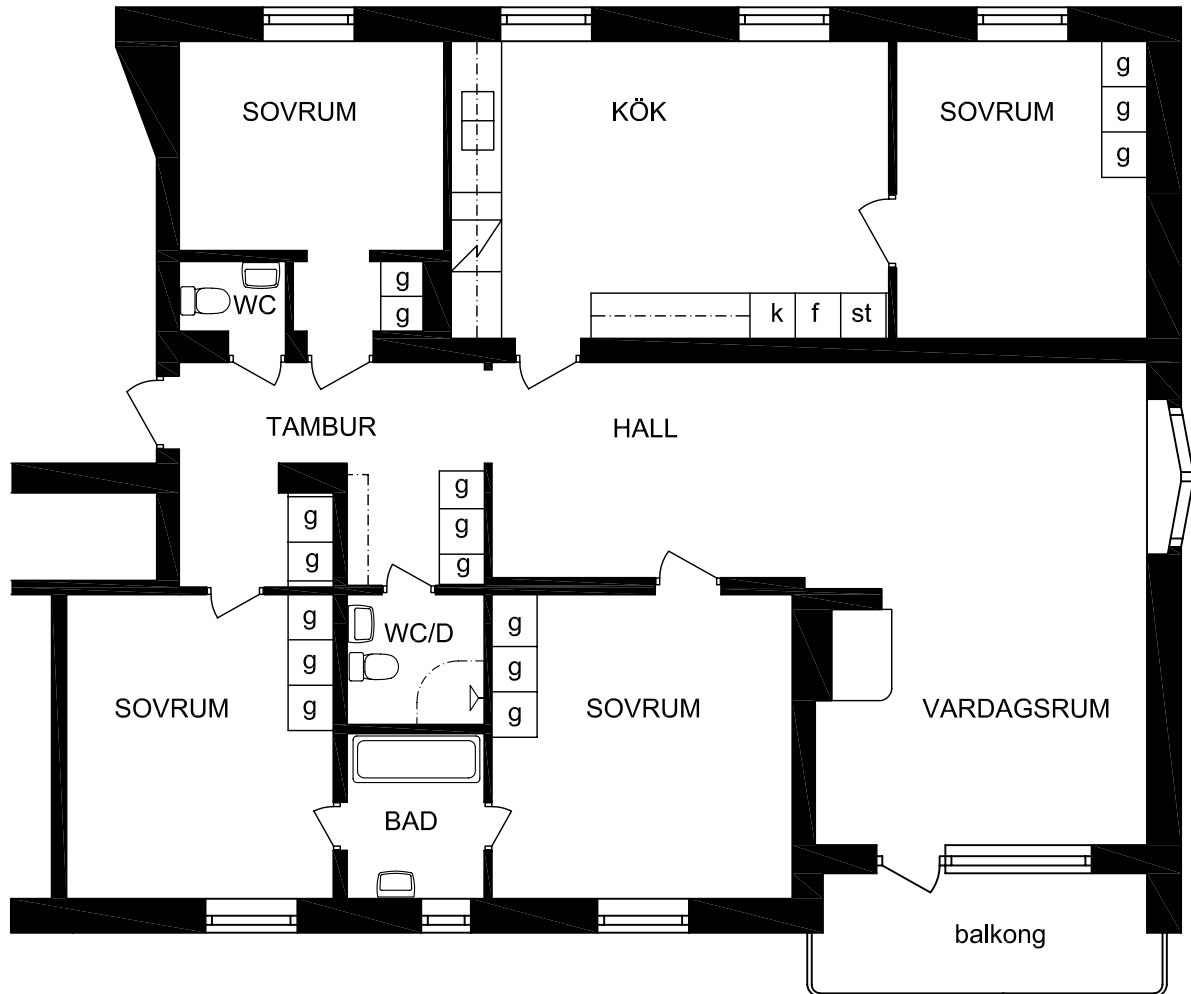 SOVRUM
KÖK
SOVRUM
g
g
g
WC
g
g
k f st
TAMBUR
HALL
g
g
g
g
g
g
g
g
WC/D
g
g
g
SOVRUM
SOVRUM
VARDAGSRUM
BAD
balkong